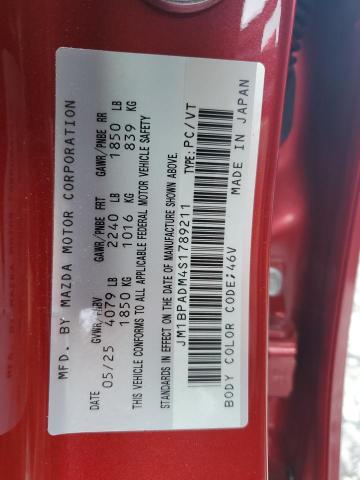 MFD. BY MAZDA MOTOR CORPORATION
DATE GVWR/PNBV GAWR/PNBE FRT GAWR/PNBE RR
05/25 4079 LB 2240 LB 1850 LB
1850 KG 1016 KG 839 KG
THIS VEHICLE CONFORMS TO ALL APPLICABLE FEDERAL MOTOR VEHICLE SAFETY
STANDARDS IN EFFECT ON THE DATE OF MANUFACTURE SHOWN ABOVE.
JM1BPADM4S1789211 TYPE:PC/VT
BODY COLOR CODE;46V MADE IN JAPAN